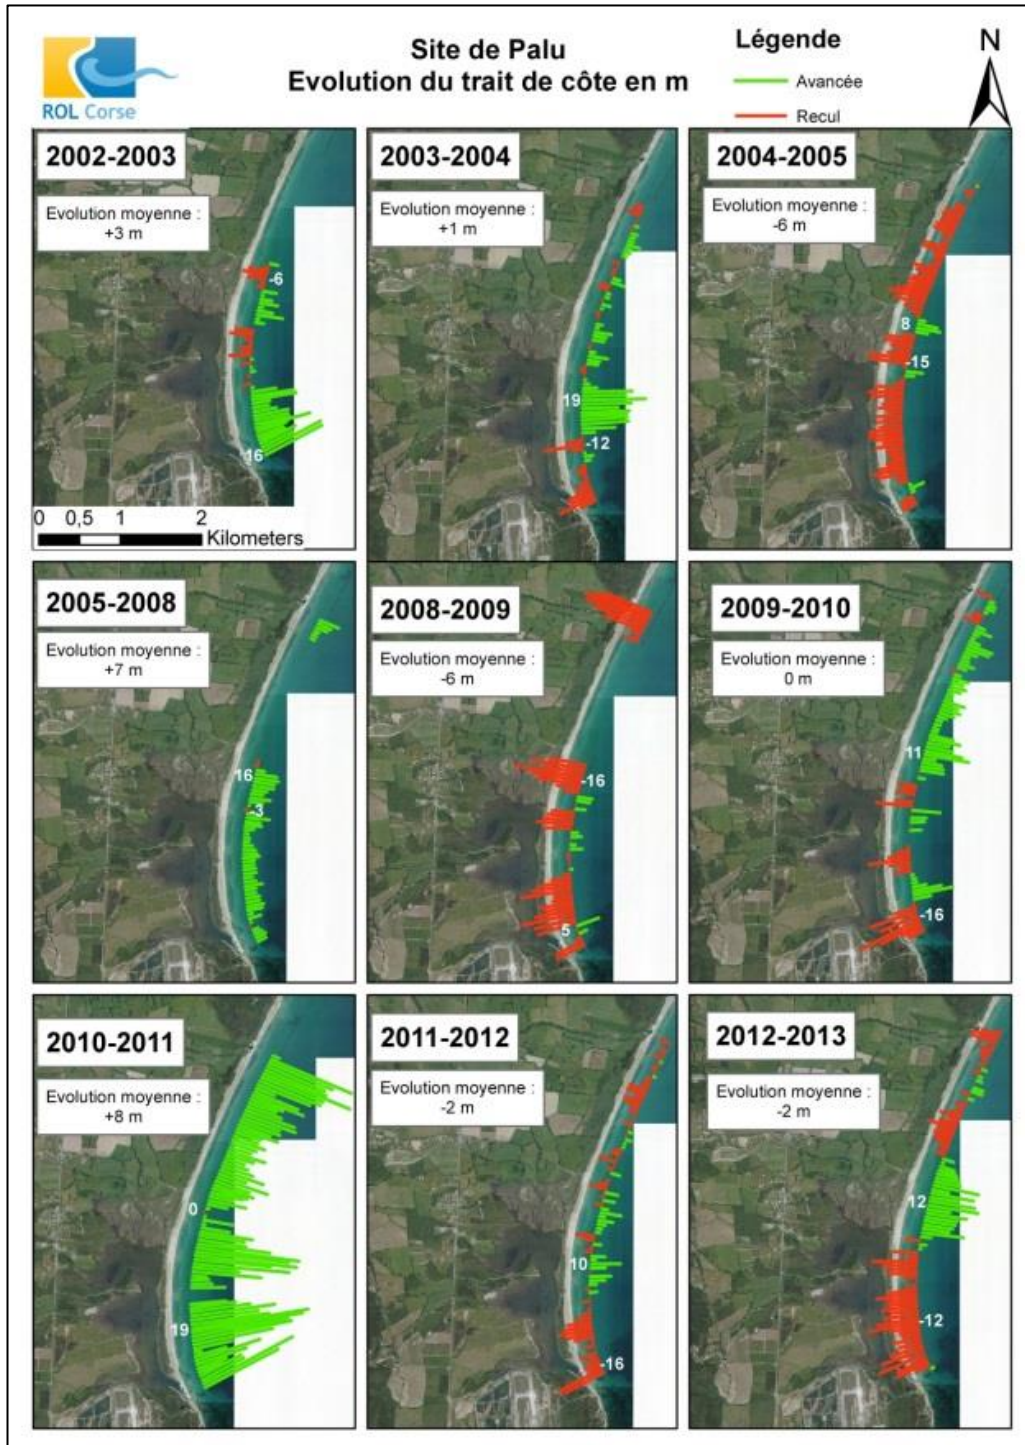 Site de Palu
Evolution du trait de côte en m
Légende
Avancée
Recul
N
ROL Corse
2002-2003
Evolution moyenne :
+3 m
-6
16
0 0,5 1 2
Kilometers
2003-2004
Evolution moyenne :
+1 m
19
-12
2004-2005
Evolution moyenne :
-6 m
8
-15
2005-2008
Evolution moyenne :
+7 m
16
-3
2008-2009
Evolution moyenne :
-6 m
-16
5
2009-2010
Evolution moyenne :
0 m
11
-16
2010-2011
Evolution moyenne :
+8 m
0
19
2011-2012
Evolution moyenne :
-2 m
10
-16
2012-2013
Evolution moyenne :
-2 m
12
-12